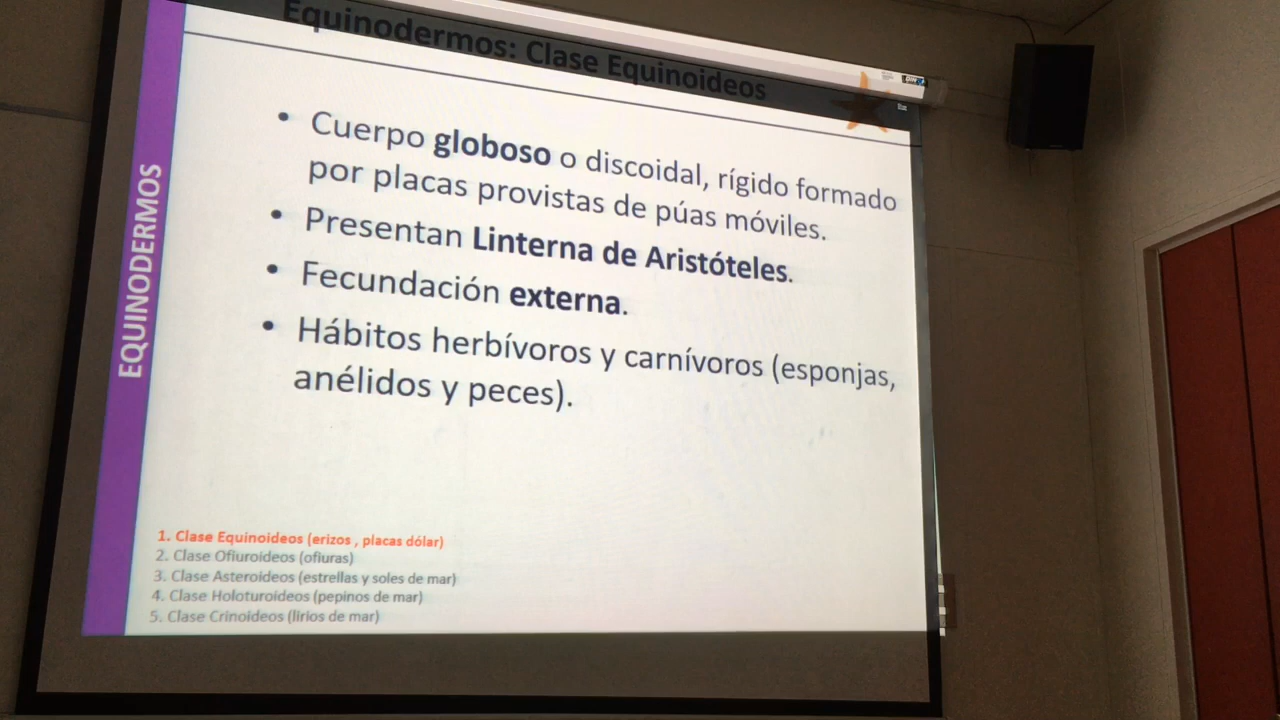 Equinodermos: Clase Equinoideos
EQUINODERMOS
• Cuerpo globoso o discoidal, rígido formado
por placas provistas de púas móviles.
• Presentan Linterna de Aristóteles.
• Fecundación externa.
• Hábitos herbívoros y carnívoros (esponjas,
anélidos y peces).
1. Clase Equinoideos (erizos , placas dólar)
2. Clase Ofiuroideos (ofiuras)
3. Clase Asteroideos (estrellas y soles de mar)
4. Clase Holoturoideos (pepinos de mar)
5. Clase Crinoideos (lirios de mar)